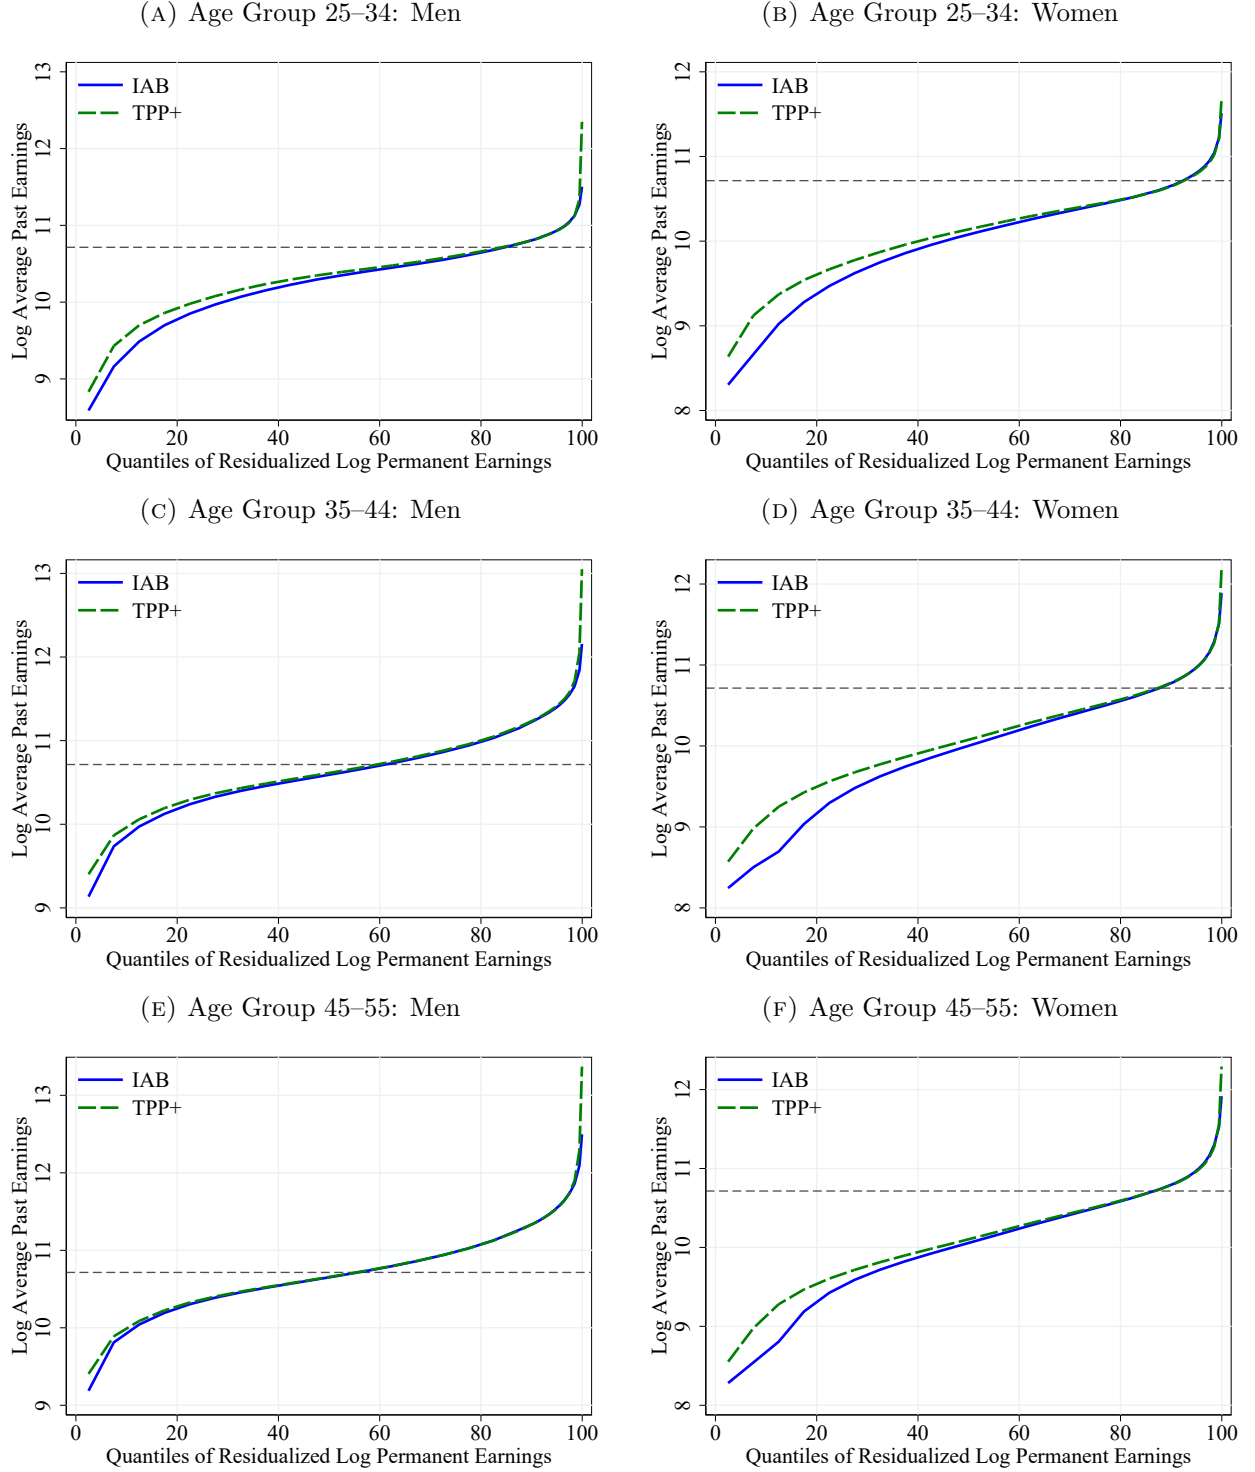 (A) Age Group 25–34: Men
Log Average Past Earnings
13
12
11
10
9
IAB
TPP+
0 20 40 60 80 100
Quantiles of Residualized Log Permanent Earnings
(B) Age Group 25–34: Women
Log Average Past Earnings
12
11
10
9
8
IAB
TPP+
0 20 40 60 80 100
Quantiles of Residualized Log Permanent Earnings
(C) Age Group 35–44: Men
Log Average Past Earnings
13
12
11
10
9
IAB
TPP+
0 20 40 60 80 100
Quantiles of Residualized Log Permanent Earnings
(D) Age Group 35–44: Women
Log Average Past Earnings
12
11
10
9
8
IAB
TPP+
0 20 40 60 80 100
Quantiles of Residualized Log Permanent Earnings
(E) Age Group 45–55: Men
Log Average Past Earnings
13
12
11
10
9
IAB
TPP+
0 20 40 60 80 100
Quantiles of Residualized Log Permanent Earnings
(F) Age Group 45–55: Women
Log Average Past Earnings
12
11
10
9
8
IAB
TPP+
0 20 40 60 80 100
Quantiles of Residualized Log Permanent Earnings